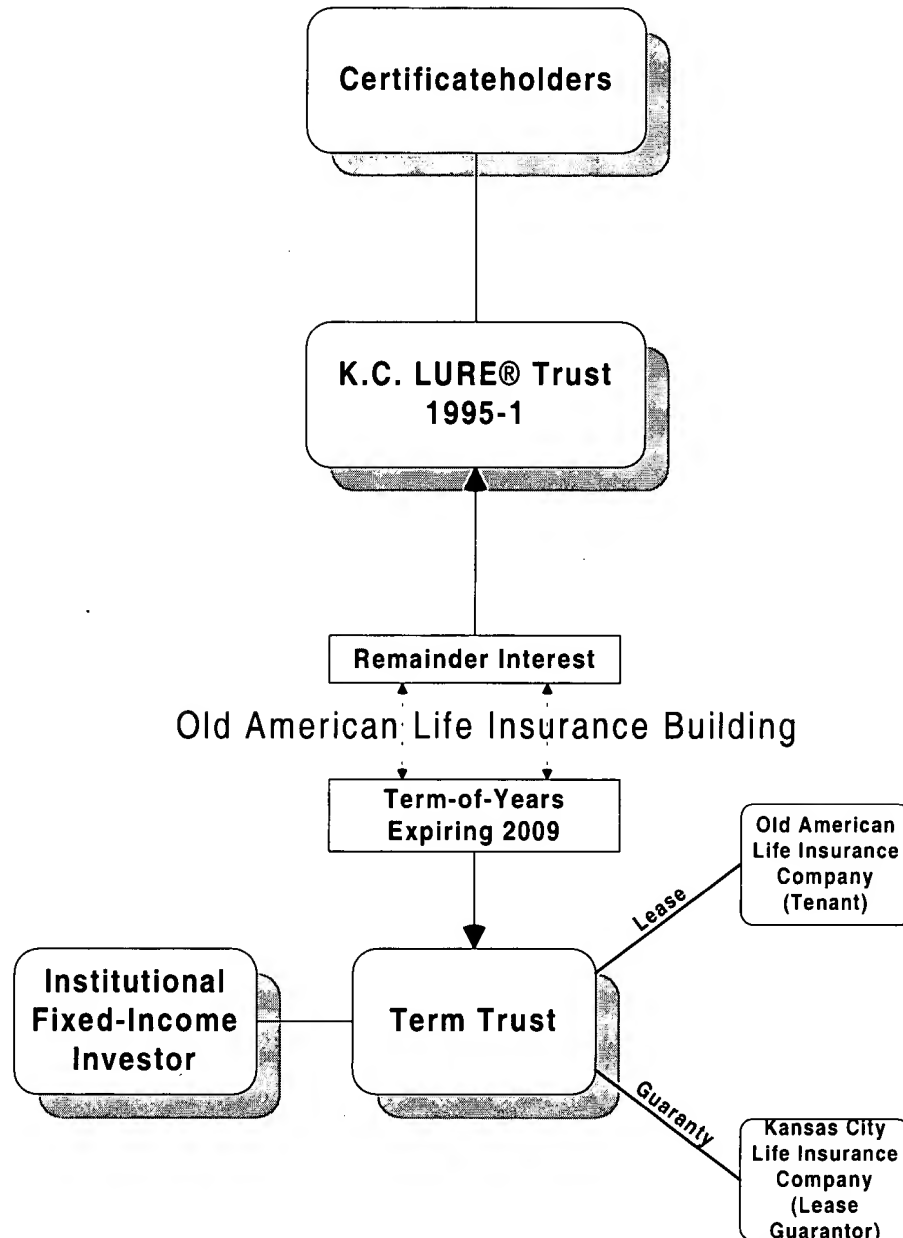 Certificateholders
K.C. LURE® Trust
1995-1
Remainder Interest
Old American Life Insurance Building
Term-of-Years
Expiring 2009
Old American
Life Insurance
Company
(Tenant)
Lease
Institutional
Fixed-Income
Investor
Term Trust
Guaranty
Kansas City
Life Insurance
Company
(Lease
Guarantor)